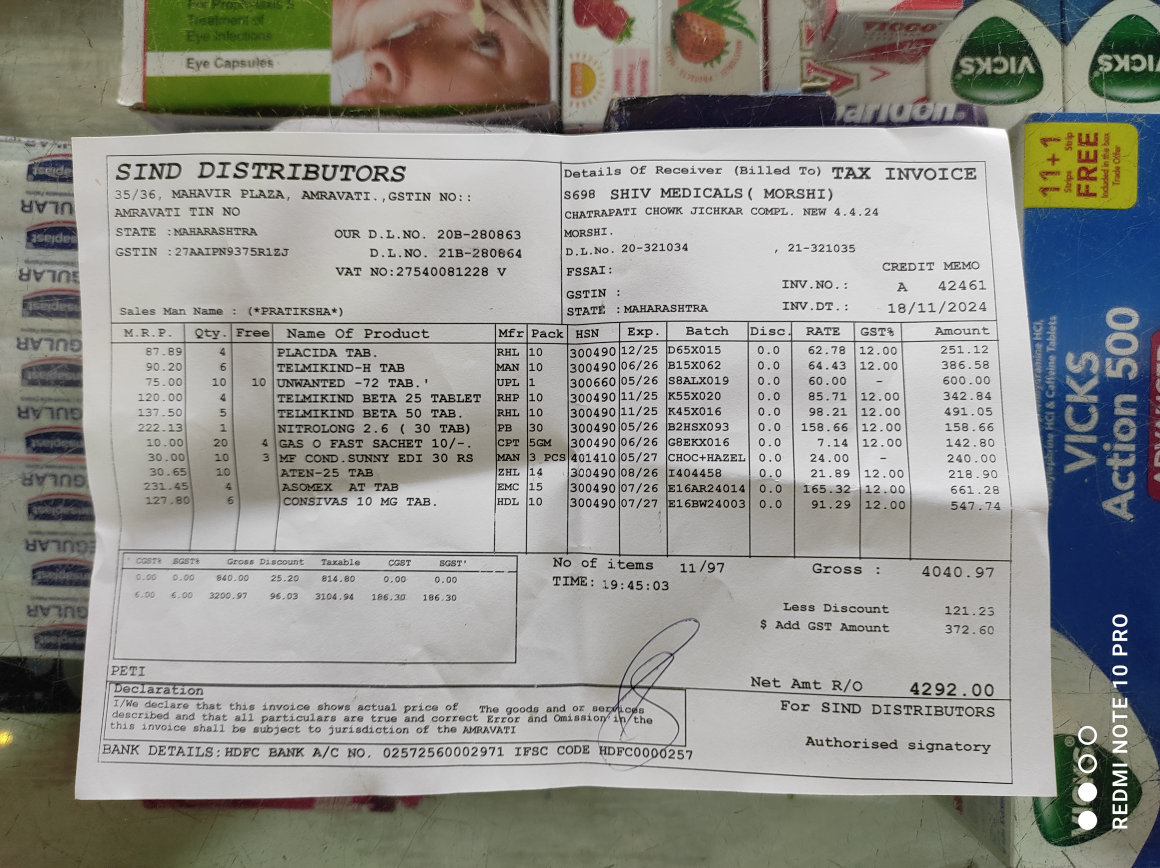 For Prophylaxis &
Treatment of
Eye Infections
Eye Capsules
VICCO
VICKS
VICKS
aridon.
11+1
Strips Strip
FREE
Included in the box
Trade Offer
SIND DISTRIBUTORS
35/36, MAHAVIR PLAZA, AMRAVATI.,GSTIN NO::
AMRAVATI TIN NO
STATE :MAHARASHTRA OUR D.L.NO. 20B-280863
GSTIN :27AAIPN9375R1ZJ D.L.NO. 21B-280864
VAT NO:27540081228 V
Sales Man Name : (*PRATIKSHA*)
Details Of Receiver (Billed To) TAX INVOICE
S698 SHIV MEDICALS( MORSHI)
CHATRAPATI CHOWK JICHKAR COMPL. NEW 4.4.24
MORSHI.
D.L.No. 20-321034 , 21-321035
FSSAI: CREDIT MEMO
GSTIN : INV.NO.: A 42461
STATE :MAHARASHTRA INV.DT.: 18/11/2024
M.R.P. Qty. Free Name Of Product Mfr Pack HSN Exp. Batch Disc. RATE GST% Amount
87.89 4 PLACIDA TAB. RHL 10 300490 12/25 D65X015 0.0 62.78 12.00 251.12
90.20 6 TELMIKIND-H TAB MAN 10 300490 06/26 B15X062 0.0 64.43 12.00 386.58
75.00 10 10 UNWANTED -72 TAB.' UPL 1 300660 05/26 S8ALX019 0.0 60.00 - 600.00
120.00 4 TELMIKIND BETA 25 TABLET RHP 10 300490 11/25 K55X020 0.0 85.71 12.00 342.84
137.50 5 TELMIKIND BETA 50 TAB. RHL 10 300490 11/25 K45X016 0.0 98.21 12.00 491.05
222.13 1 NITROLONG 2.6 ( 30 TAB) PB 30 300490 05/26 B2HSX093 0.0 158.66 12.00 158.66
10.00 20 4 GAS O FAST SACHET 10/-. CPT 5GM 300490 06/26 G8EKX016 0.0 7.14 12.00 142.80
30.00 10 3 MF COND.SUNNY EDI 30 RS MAN 3 PCS 401410 05/27 CHOC+HAZEL 0.0 24.00 - 240.00
30.65 10 ATEN-25 TAB ZHL 14 300490 08/26 I404458 0.0 21.89 12.00 218.90
231.45 4 ASOMEX AT TAB EMC 15 300490 07/26 E16AR24014 0.0 165.32 12.00 661.28
127.80 6 CONSIVAS 10 MG TAB. HDL 10 300490 07/27 E16BW24003 0.0 91.29 12.00 547.74
CGST% SGST% Gross Discount Taxable CGST SGST'
0.00 0.00 840.00 25.20 814.80 0.00 0.00
6.00 6.00 3200.97 96.03 3104.94 186.30 186.30
No of items 11/97 Gross : 4040.97
TIME: 19:45:03
Less Discount 121.23
$ Add GST Amount 372.60
PETI
Net Amt R/O 4292.00
Declaration
I/We declare that this invoice shows actual price of The goods and or services
described and that all particulars are true and correct Error and Omission in the
this invoice shall be subject to jurisdiction of the AMRAVATI
For SIND DISTRIBUTORS
Authorised signatory
BANK DETAILS:HDFC BANK A/C NO. 02572560002971 IFSC CODE HDFC0000257
VICKS
Action 500
REDMI NOTE 10 PRO